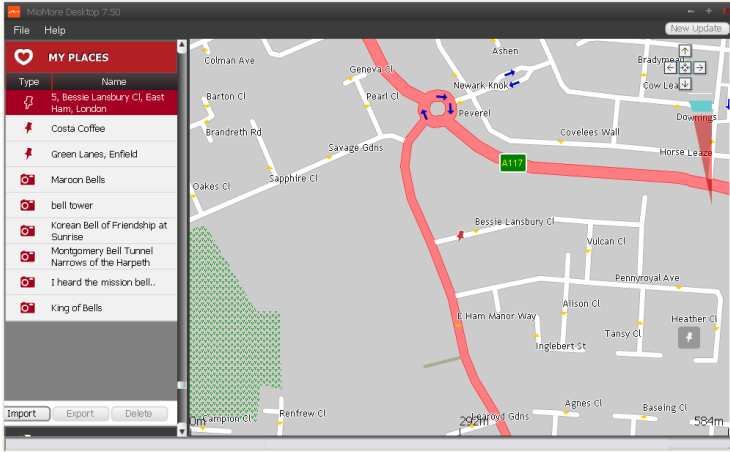 MioMore Desktop 7.50
File Help
New Update
MY PLACES
Type Name
5, Bessie Lansbury Cl, East
Ham, London
Costa Coffee
Green Lanes, Enfield
Maroon Bells
bell tower
Korean Bell of Friendship at
Sunrise
Montgomery Bell Tunnel
Narrows of the Harpeth
I heard the mission bell..
King of Bells
Import Export Delete
Colman Ave
Geneva Cl
Ashen
Newark Knok
Cow Lea
Barton Cl
Pearl Cl
Peverel
Downings
Brandreth Rd
Covelees Wall
Savage Gdns
Horse Leaze
A117
Sapphire Cl
Oakes Cl
Bessie Lansbury Cl
Vulcan Cl
Pennyroyal Ave
Alison Cl
E Ham Manor Way
Heather Cl
Tansy Cl
Inglebert St
Agnes Cl
Baseing Cl
Renfrew Cl
0m
292m
584m